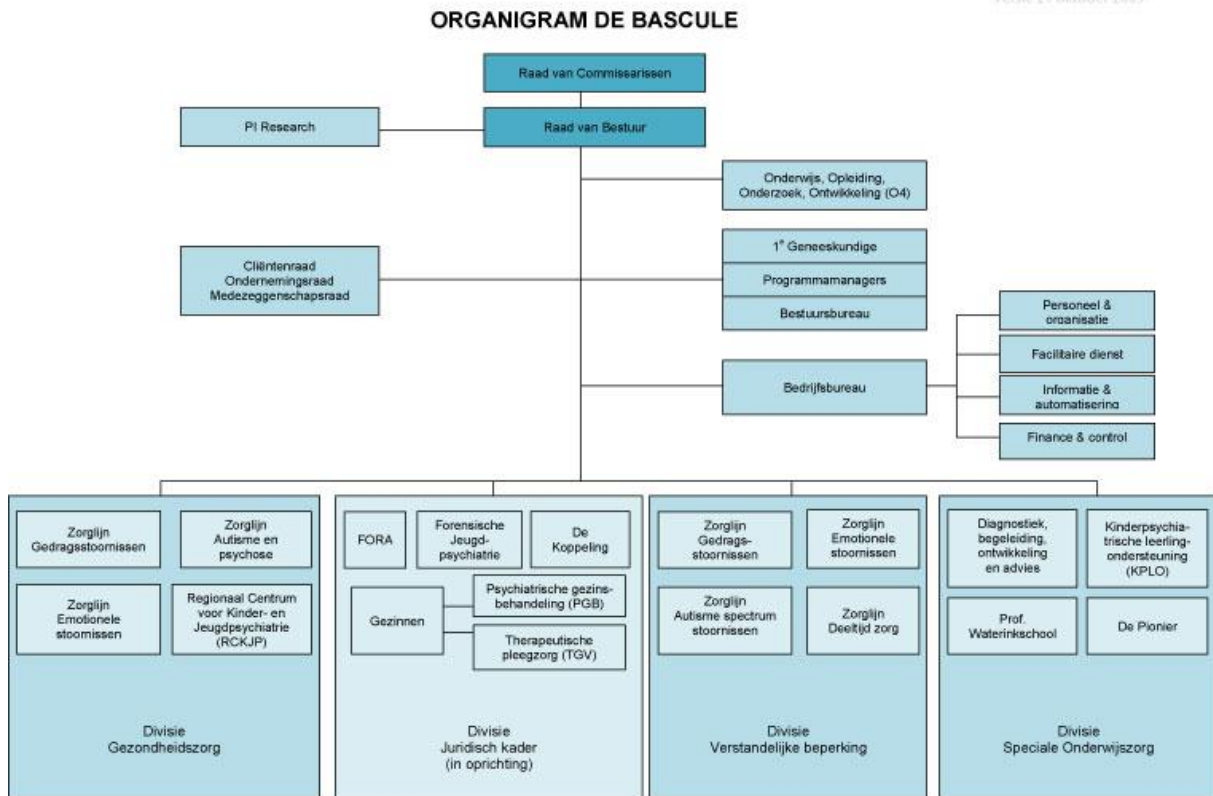 ORGANIGRAM DE BASCULE
Raad van Commissarissen
PI Research
Raad van Bestuur
Onderwijs, Opleiding,
Onderzoek, Ontwikkeling (O4)
Cliëntenraad
Ondernemingsraad
Medezeggenschapsraad
1e Geneeskundige
Programmamanagers
Bestuursbureau
Bedrijfsbureau
Personeel &
organisatie
Facilitaire dienst
Informatie &
automatisering
Finance & control
Zorglijn
Gedragsstoornissen
Zorglijn
Autisme en
psychose
Zorglijn
Emotionele
stoornissen
Regionaal Centrum
voor Kinder- en
Jeugdpsychiatrie
(RCKJP)
Divisie
Gezondheidszorg
FORA
Forensische
Jeugd-
psychiatrie
De
Koppeling
Gezinnen
Psychiatrische gezins-
behandeling (PGB)
Therapeutische
pleegzorg (TGV)
Divisie
Juridisch kader
(in oprichting)
Zorglijn
Gedrags-
stoornissen
Zorglijn
Emotionele
stoornissen
Zorglijn
Autisme spectrum
stoornissen
Zorglijn
Deeltijd zorg
Divisie
Verstandelijke beperking
Diagnostiek,
begeleiding,
ontwikkeling
en advies
Kinderpsychia-
trische leerling-
ondersteuning
(KPLO)
Prof.
Waterinkschool
De Pionier
Divisie
Speciale Onderwijszorg